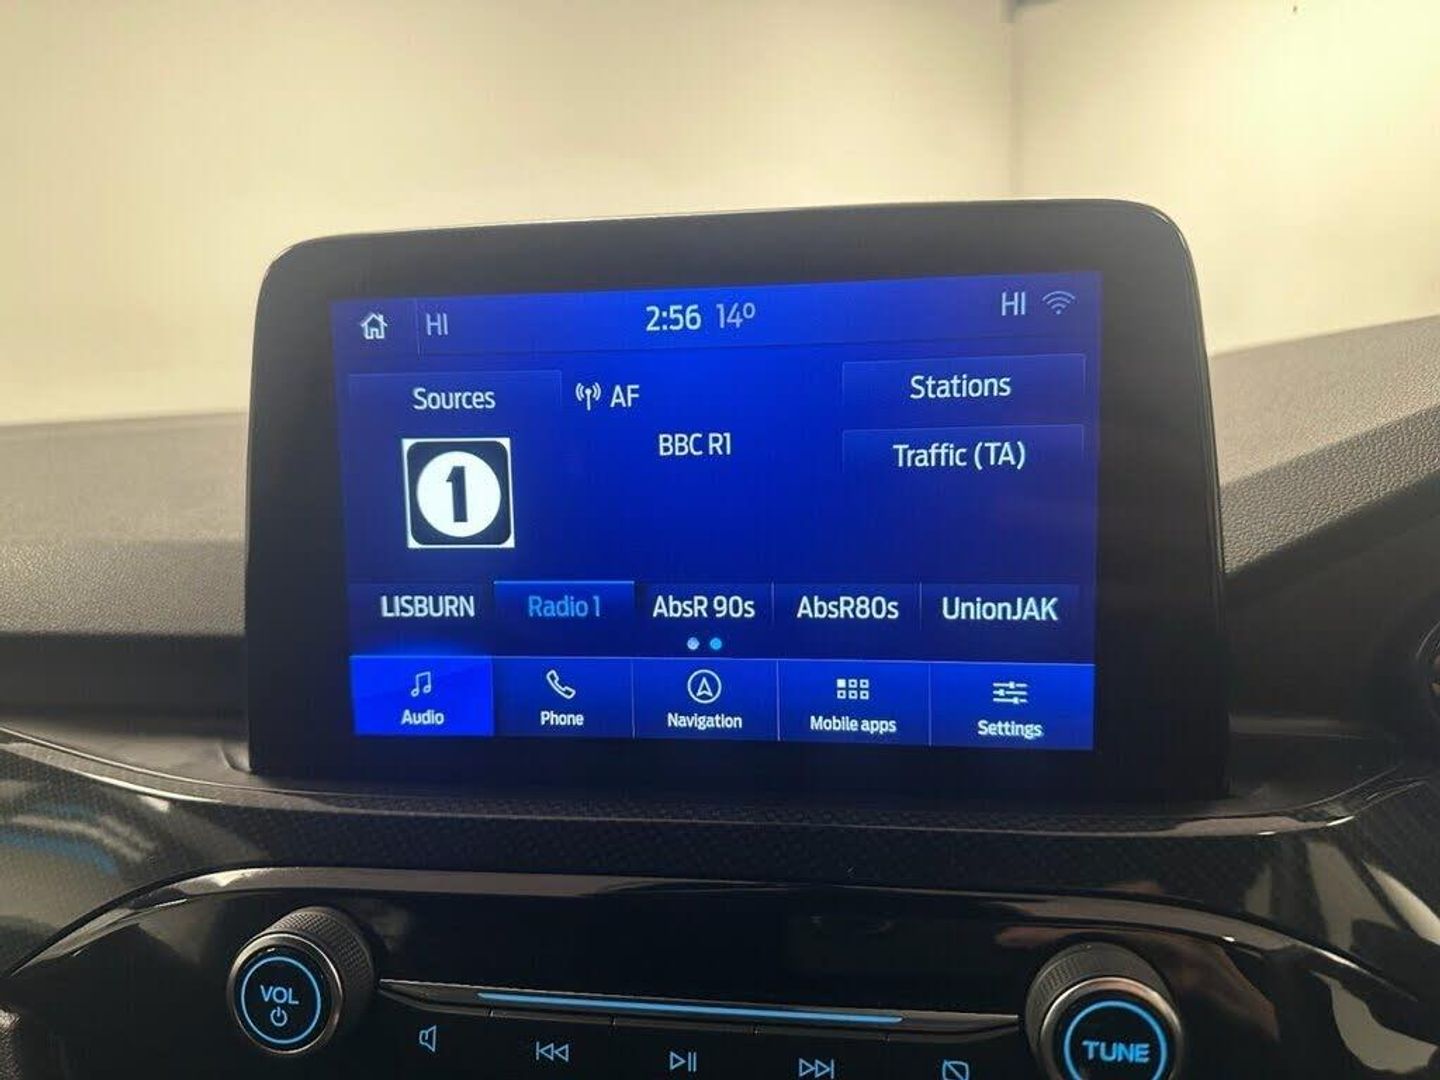 HI 2:56 14° HI
Sources AF Stations
BBC R1
Traffic (TA)
1
LISBURN Radio 1 AbsR 90s AbsR80s UnionJAK
Audio Phone Navigation Mobile apps Settings
VOL
TUNE